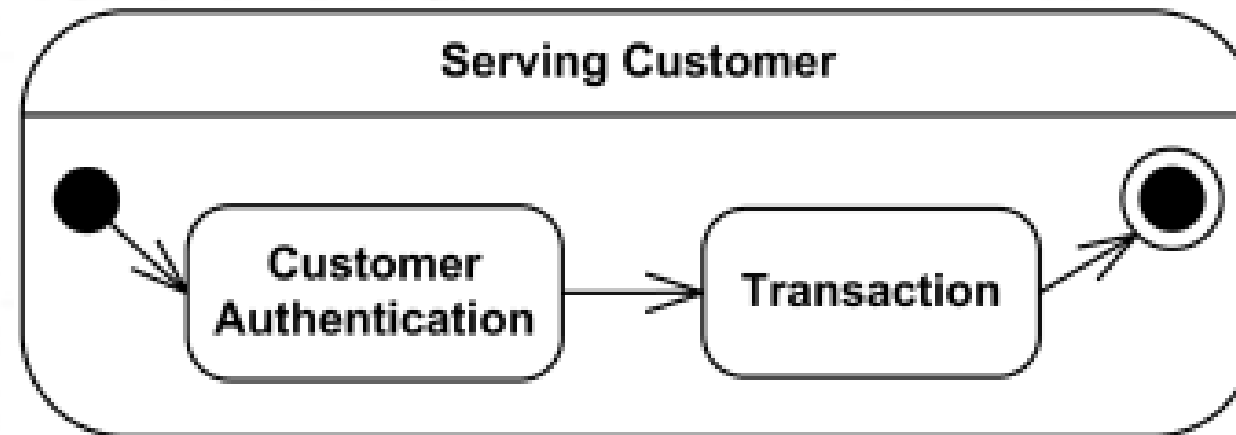 Serving Customer
Customer
Authentication
Transaction